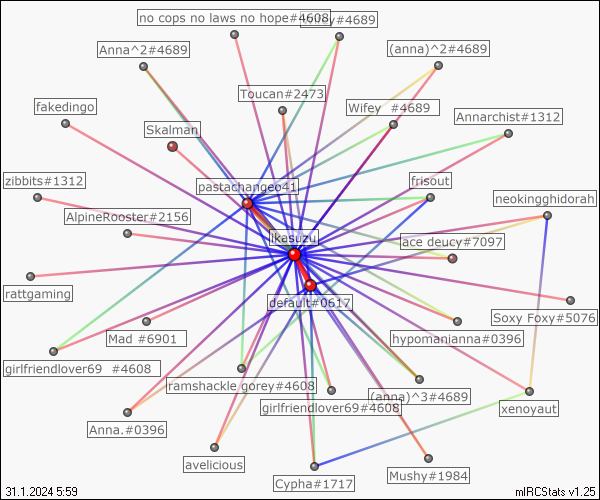 no cops no laws no hope#4608
#4689
Anna^2#4689
(anna)^2#4689
Toucan#2473
fakedingo
Wifey  #4689
Annarchist#1312
Skalman
zibbits#1312
pastachangeo41
frisout
neokingghidorah
AlpineRooster#2156
ikasuzu
ace deucy#7097
rattgaming
default#0617
Soxy Foxy#5076
Mad  #6901
hypomanianna#0396
girlfriendlover69  #4608
ramshackle gorey#4608
(anna)^3#4689
girlfriendlover69#4608
xenoyaut
Anna.#0396
avelicious
Cypha#1717
Mushy#1984
31.1.2024 5:59
mIRCStats v1.25